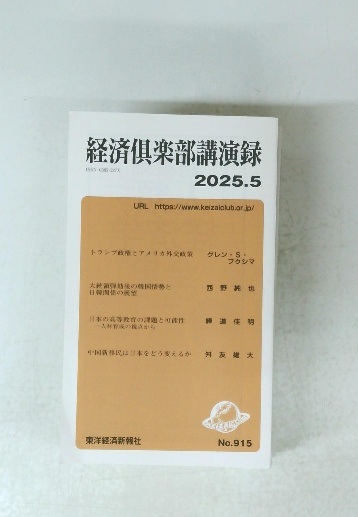 経済倶楽部講演録
2025.5
URL https://www.keizaiclub.or.jp/
トランプ政権とアメリカ外交政策 グレン・S・
フクシマ
大統領弾劾後の韓国情勢と 西野純也
日韓関係の展望
日本の高等教育の課題と可能性
―人材育成の視点から
中国新移民は日本をどう変えるか 舛友雄大
東洋経済新報社
No.915